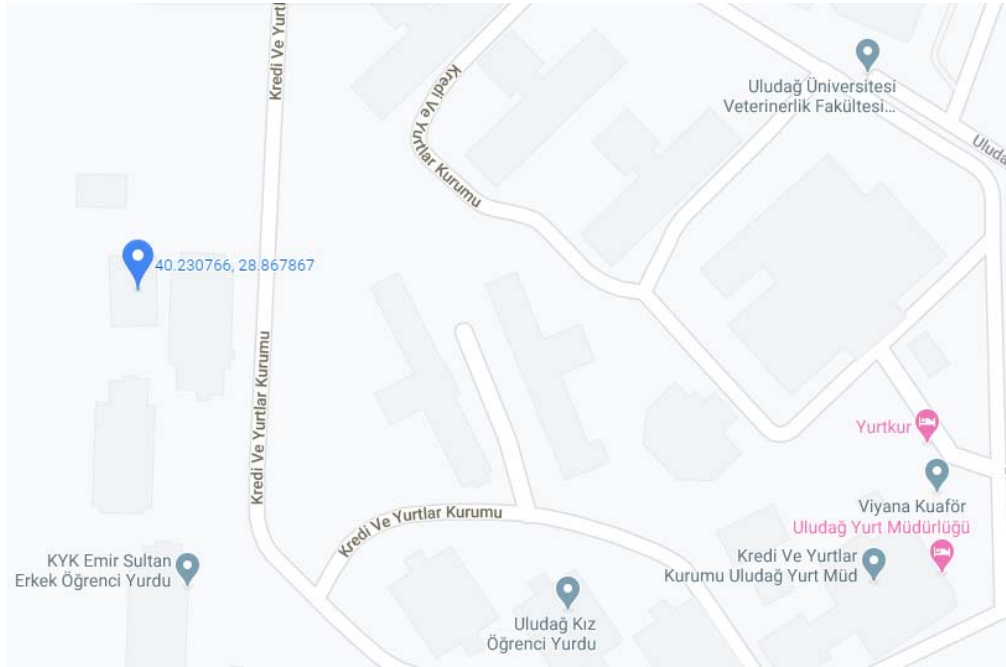 Kredi Ve Yurtl
Kredi Ve Yurtlar Kurumu
Uludağ Üniversitesi
Veterinerlik Fakültesi...
Uluda
40.230766, 28.867867
Kredi Ve Yurtlar Kurumu
Yurtkur
Viyana Kuaför
Kredi Ve Yurtlar Kurumu
Uludağ Yurt Müdürlüğü
KYK Emir Sultan
Erkek Öğrenci Yurdu
Kredi Ve Yurtlar
Kurumu Uludağ Yurt Müd
Uludağ Kız
Öğrenci Yurdu